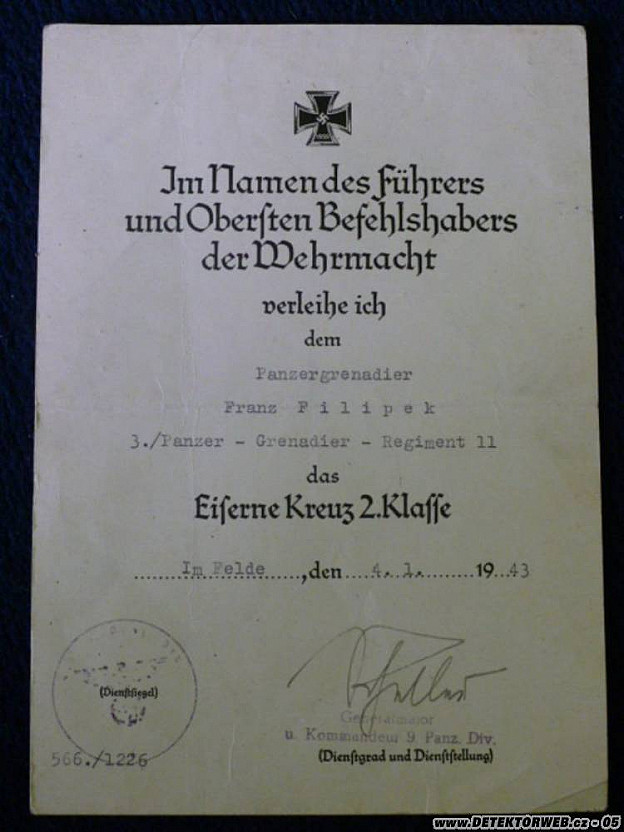 Im Namen des Führers
und Obersten Befehlshabers
der Wehrmacht
verleihe ich
dem
Panzergrenadier
Franz Filipek
3./Panzer - Grenadier - Regiment 11
das
Eiserne Kreuz 2.Klasse
Im Felde, den 4. 1. 1943
(Dienstsiegel)
Generalmajor
u. Kommandeur 9. Panz. Div.
(Dienstgrad und Dienststellung)
566./1226
www.DETEKTORWEB.cz - 05